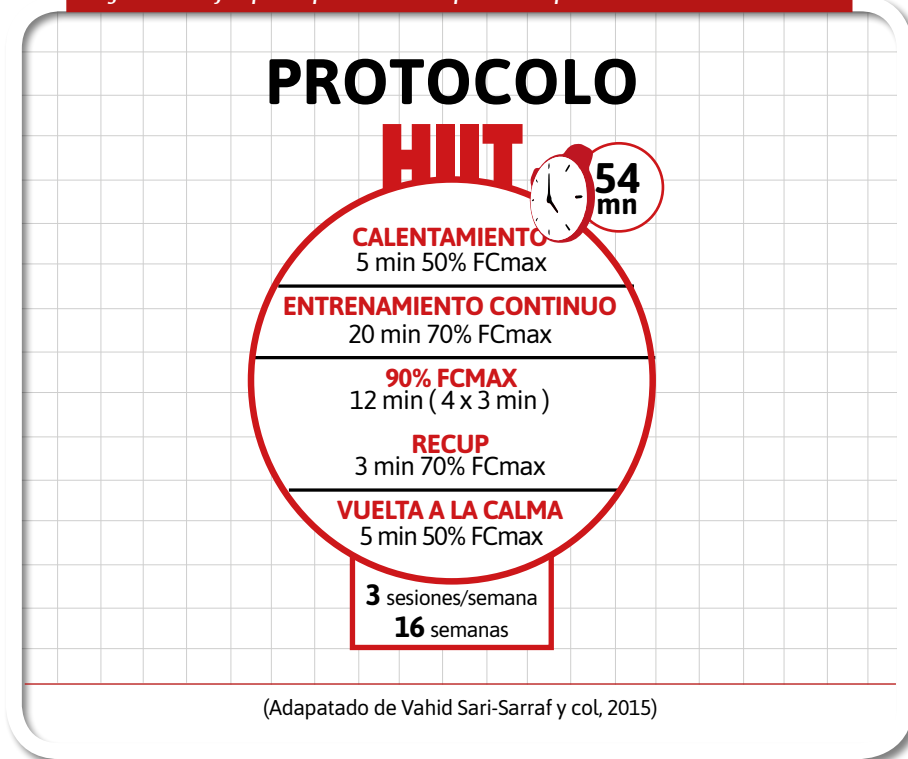 PROTOCOLO
HIIT
54
mn
CALENTAMIENTO
5 min 50% FCmax
ENTRENAMIENTO CONTINUO
20 min 70% FCmax
90% FCMAX
12 min ( 4 x 3 min )
RECUP
3 min 70% FCmax
VUELTA A LA CALMA
5 min 50% FCmax
3 sesiones/semana
16 semanas
(Adapatado de Vahid Sari-Sarraf y col, 2015)